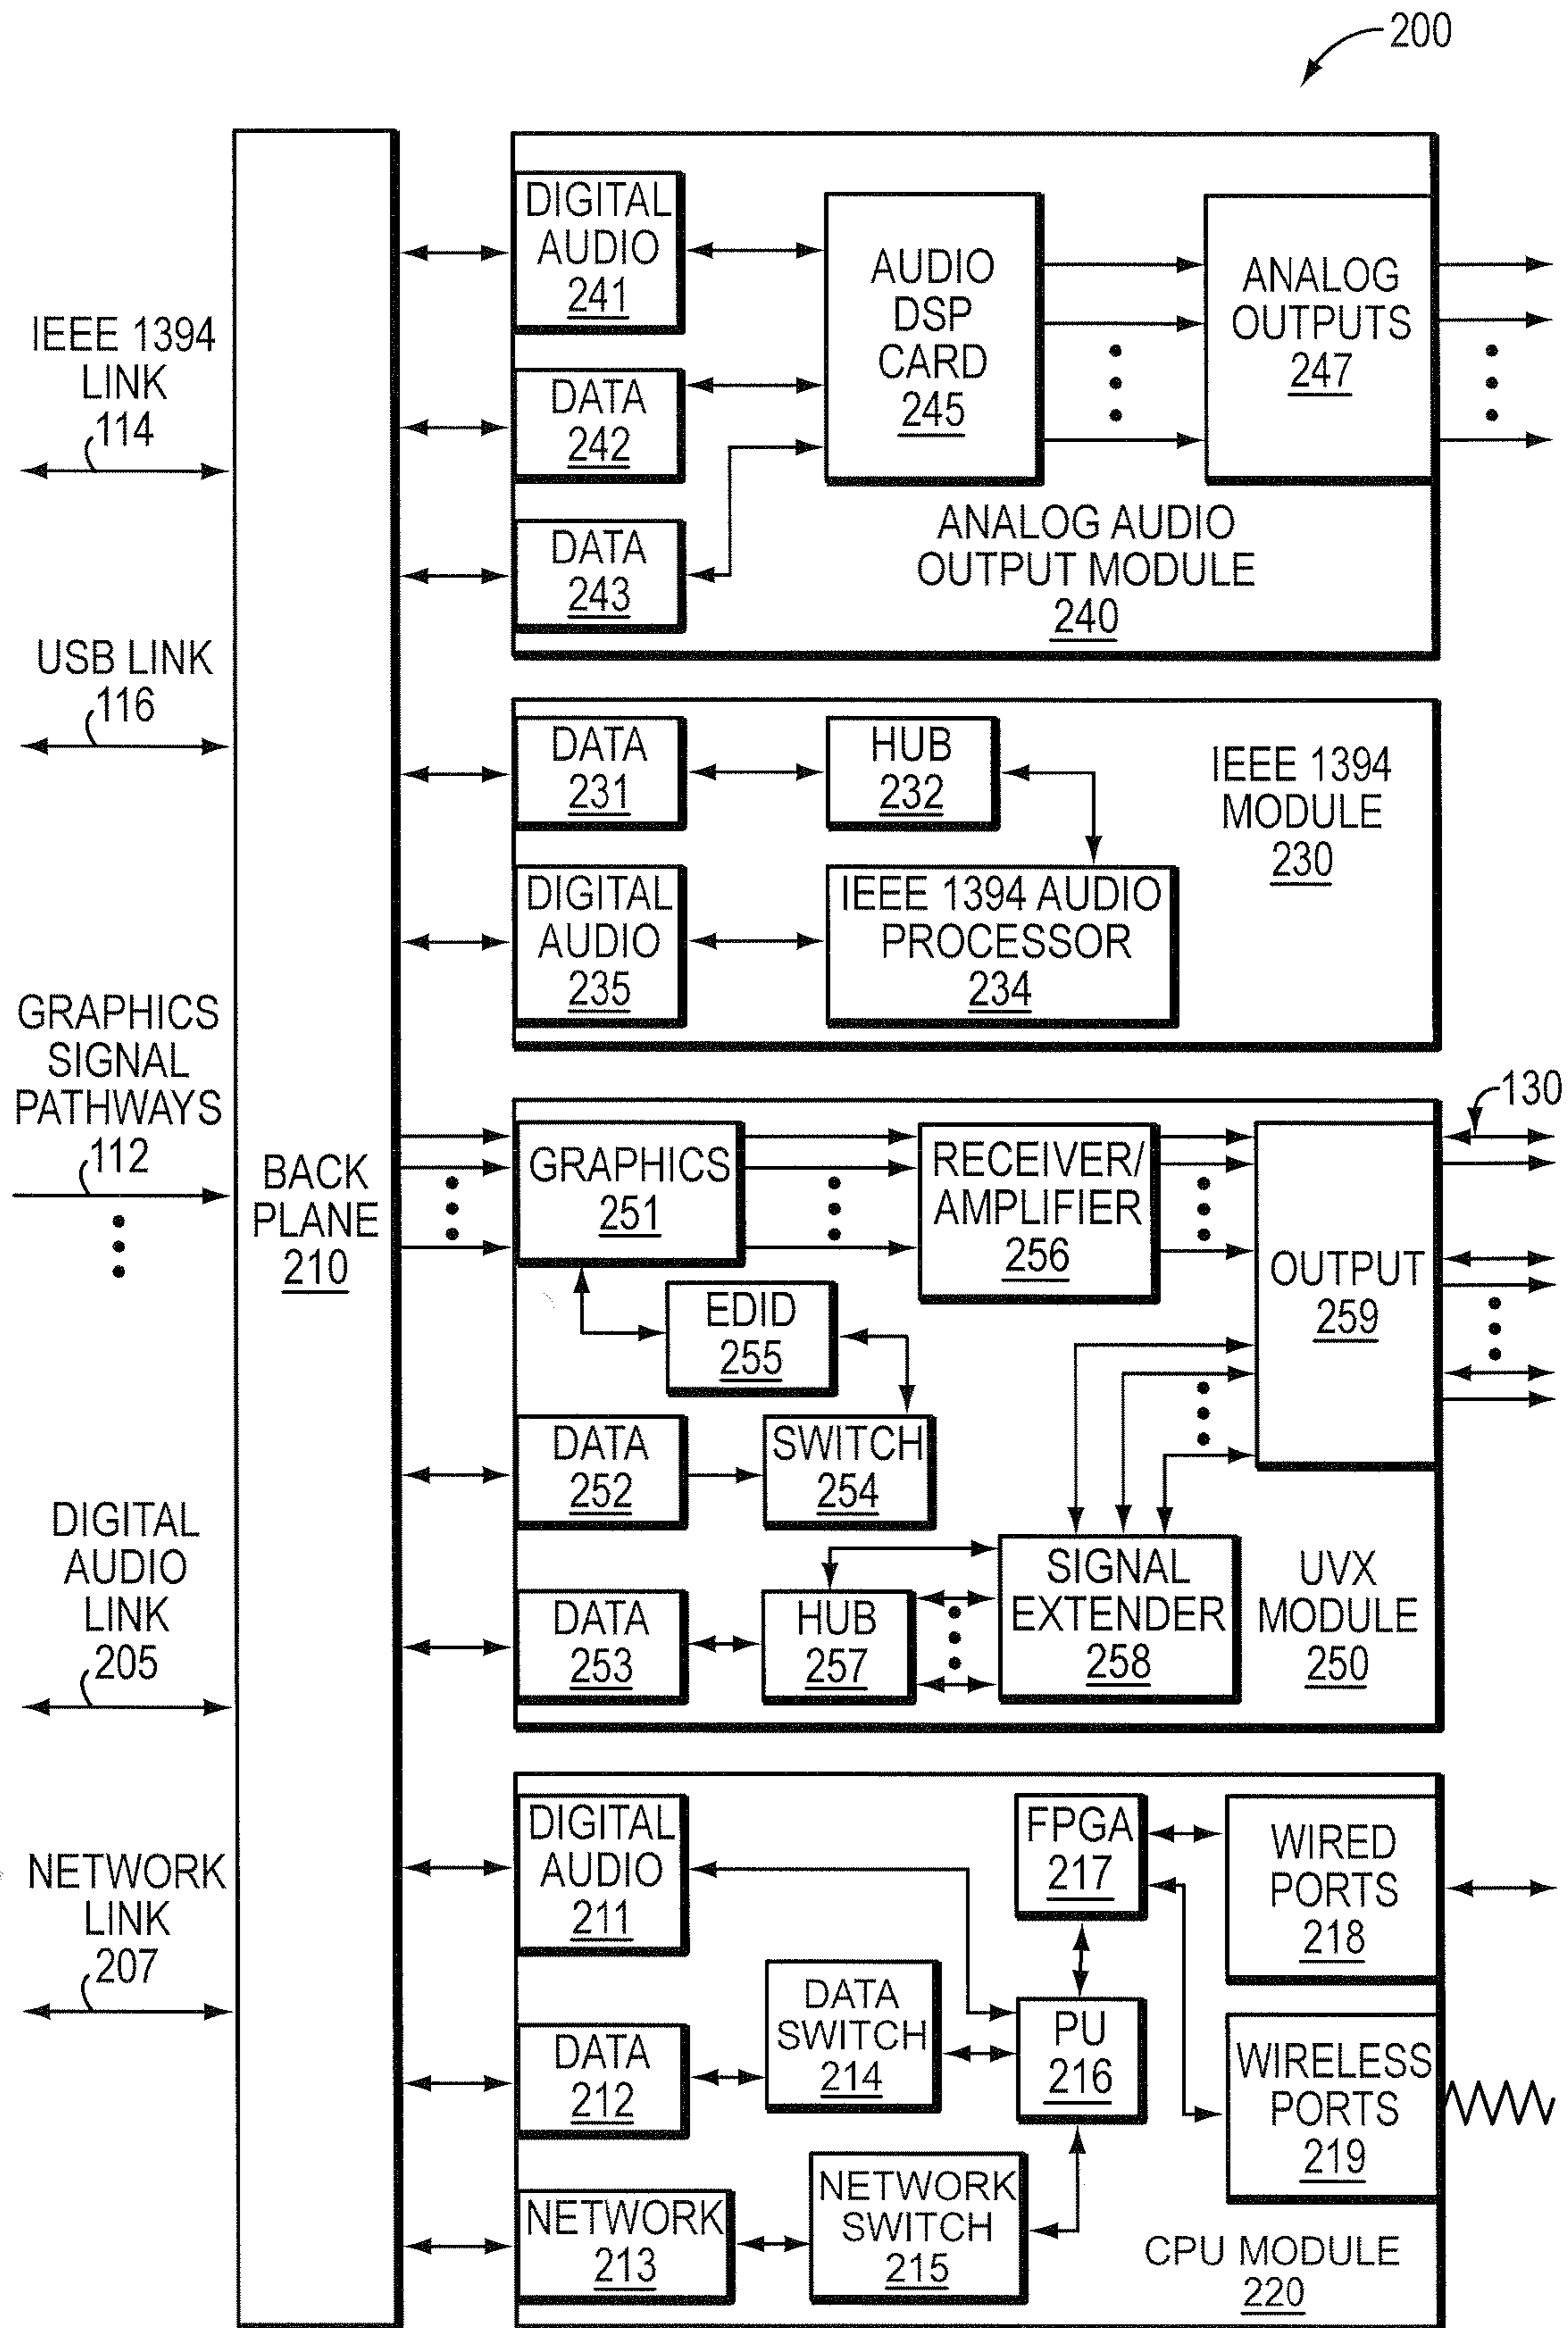 200
IEEE 1394
LINK
114
USB LINK
116
GRAPHICS
SIGNAL
PATHWAYS
112
DIGITAL
AUDIO
LINK
205
NETWORK
LINK
207
BACK
PLANE
210
DIGITAL
AUDIO
241
DATA
242
DATA
243
AUDIO
DSP
CARD
245
ANALOG
OUTPUTS
247
ANALOG AUDIO
OUTPUT MODULE
240
DATA
231
HUB
232
DIGITAL
AUDIO
235
IEEE 1394 AUDIO
PROCESSOR
234
IEEE 1394
MODULE
230
130
GRAPHICS
251
RECEIVER/
AMPLIFIER
256
OUTPUT
259
EDID
255
DATA
252
SWITCH
254
DATA
253
HUB
257
SIGNAL
EXTENDER
258
UVX
MODULE
250
DIGITAL
AUDIO
211
FPGA
217
WIRED
PORTS
218
DATA
SWITCH
214
PU
216
WIRELESS
PORTS
219
DATA
212
NETWORK
213
NETWORK
SWITCH
215
CPU MODULE
220